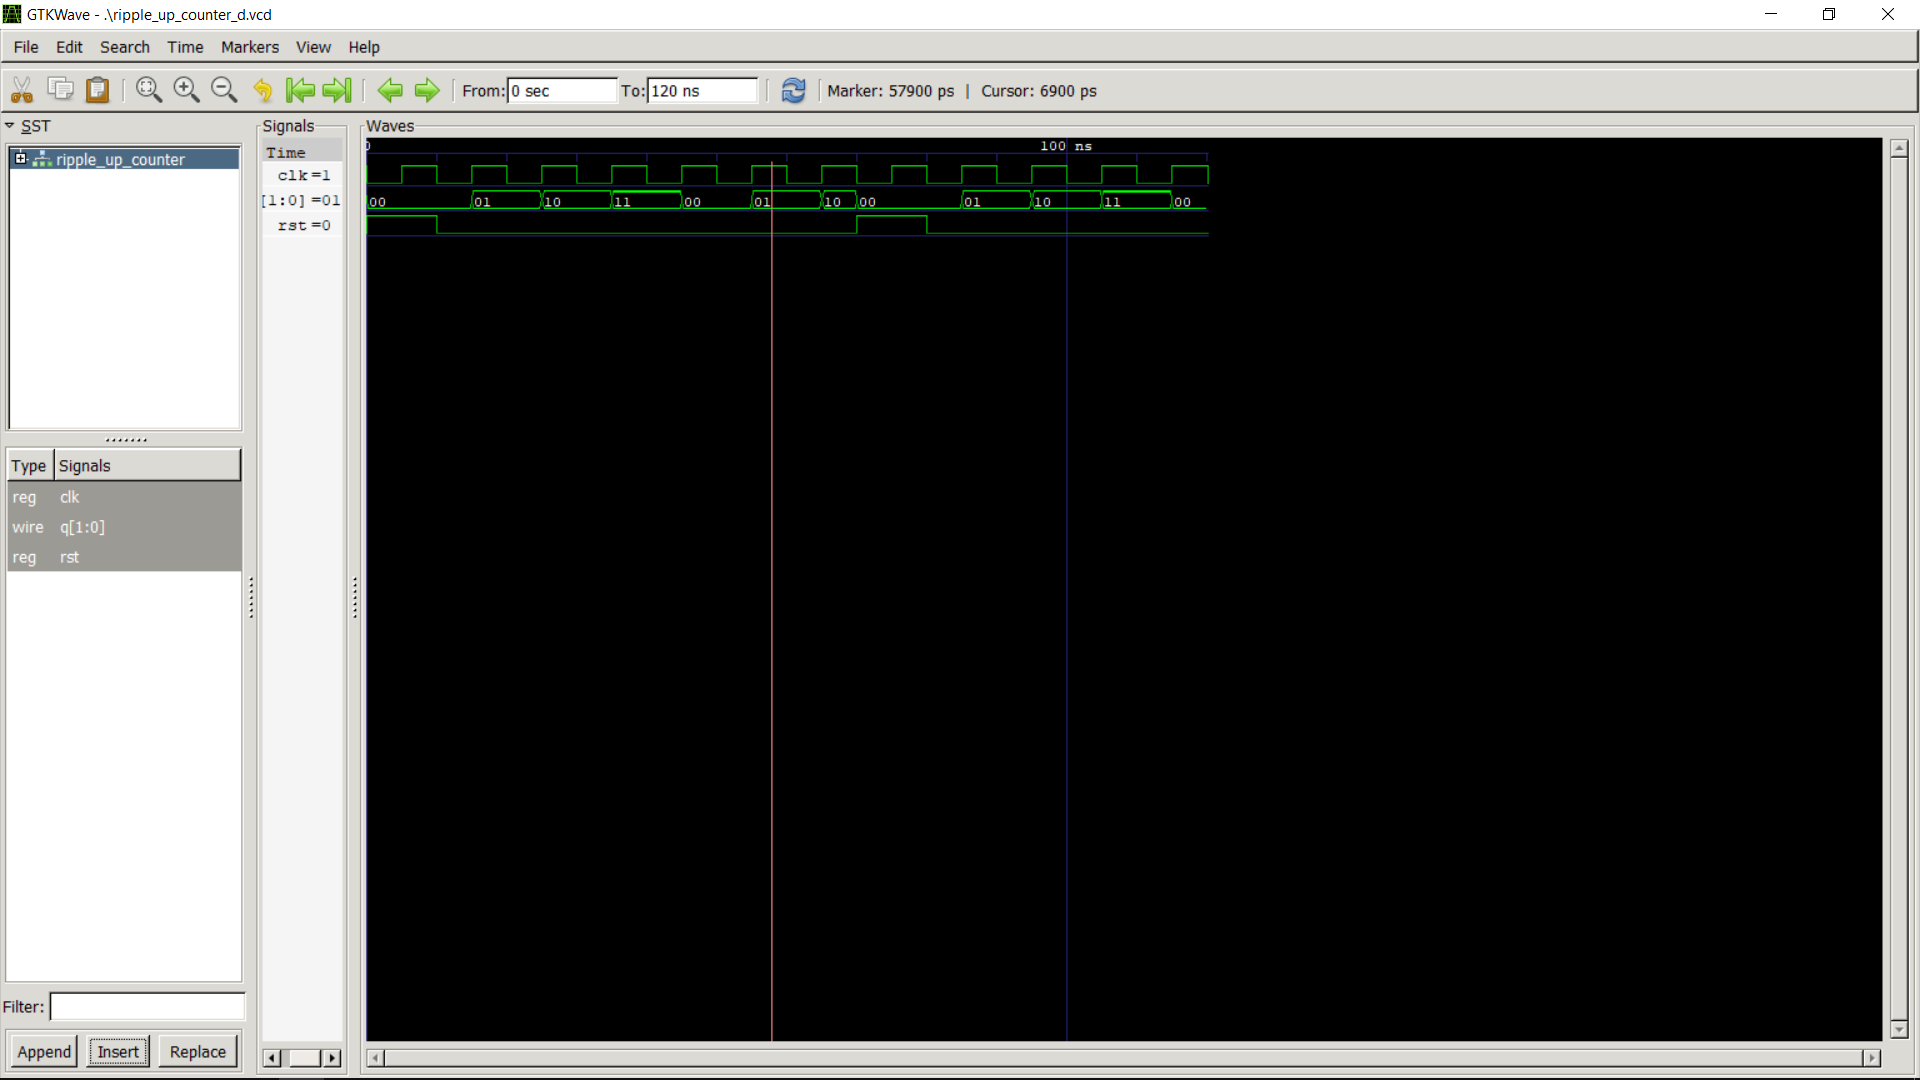 GTKWave - .\ripple_up_counter_d.vcd
File Edit Search Time Markers View Help
From: 0 sec To: 120 ns Marker: 57900 ps | Cursor: 6900 ps
SST
ripple_up_counter
Type Signals
reg clk
wire q[1:0]
reg rst
Filter:
Append Insert Replace
Signals
Time
clk =1
[1:0] =01
rst =0
Waves
0 100 ns
00 01 10 11 00 01 10 00 01 10 11 00